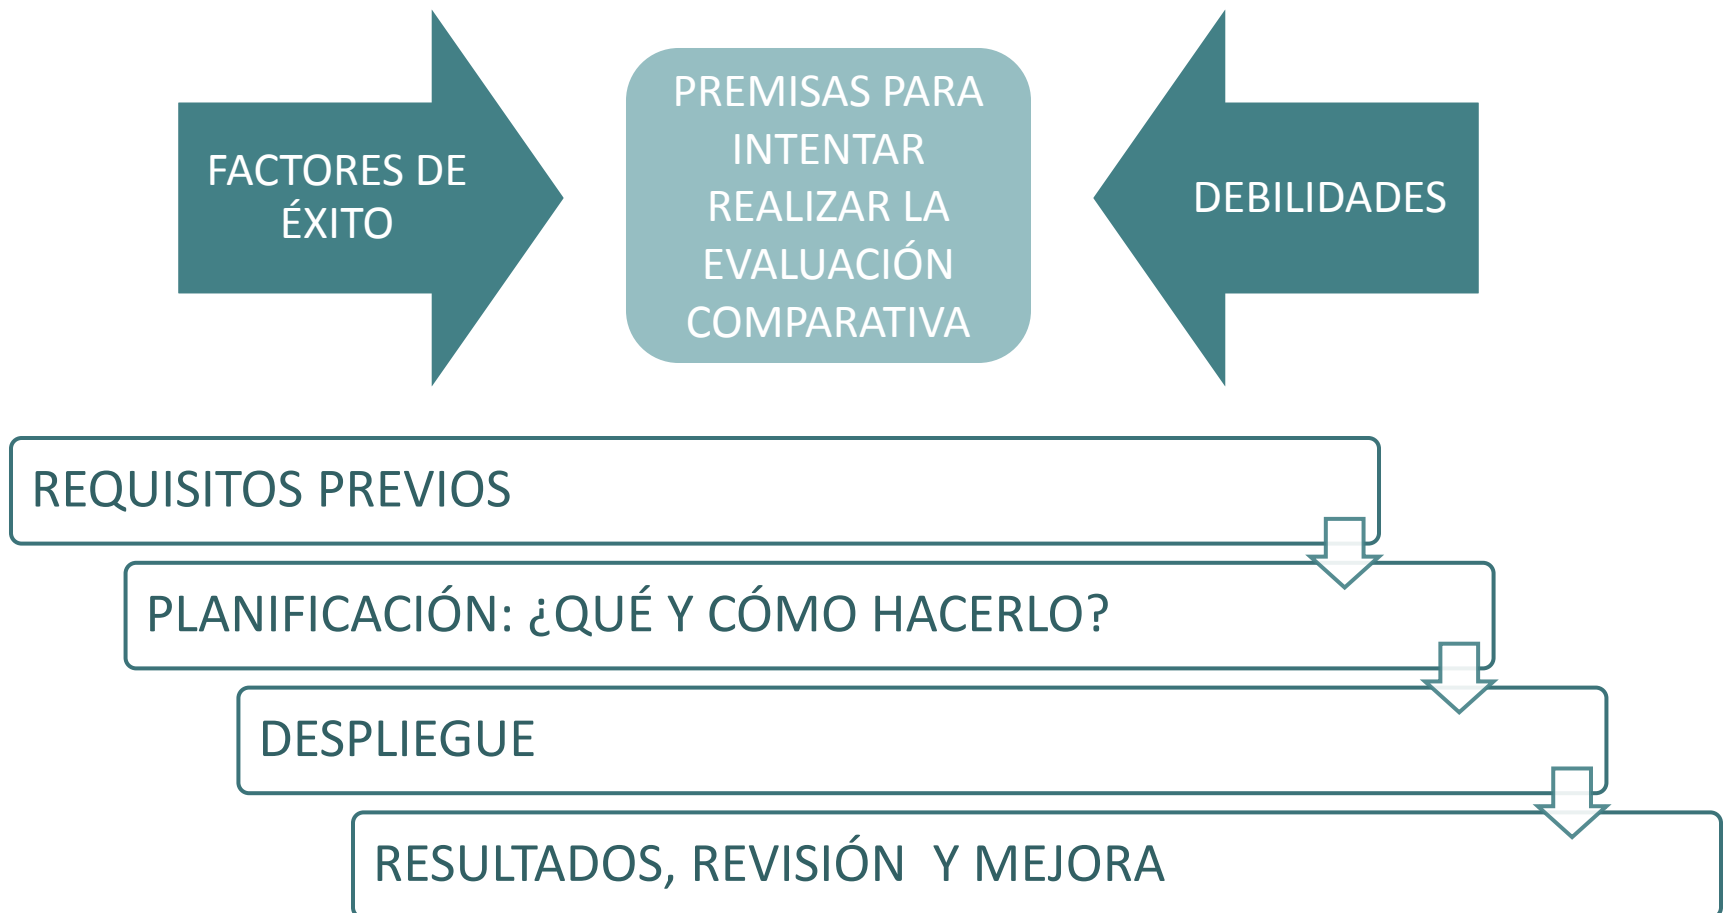 FACTORES DE
ÉXITO
PREMISAS PARA
INTENTAR
REALIZAR LA
EVALUACIÓN
COMPARATIVA
DEBILIDADES
REQUISITOS PREVIOS
PLANIFICACIÓN: ¿QUÉ Y CÓMO HACERLO?
DESPLIEGUE
RESULTADOS, REVISIÓN Y MEJORA